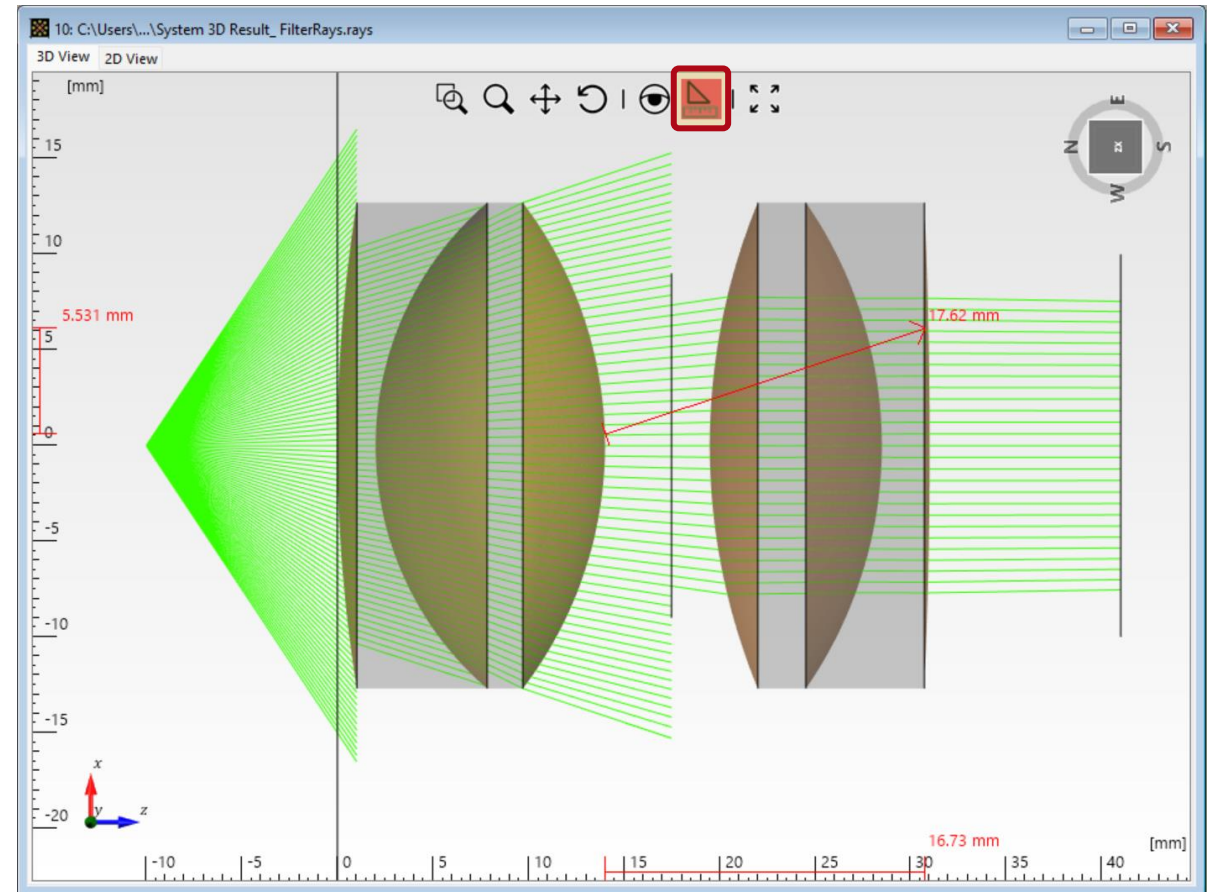 10: C:\Users\...\System 3D Result_ FilterRays.rays
3D View 2D View
[mm]
E
N ZX S
W
15
10
5.531 mm 17.62 mm
5
0
-5
-10
-15
x
-20 y z
16.73 mm [mm]
-10 -5 0 5 10 15 20 25 30 35 40